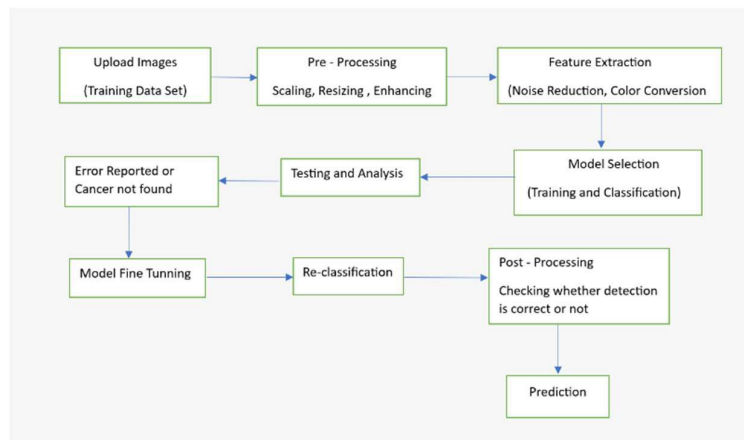 Upload Images
(Training Data Set)
Pre - Processing
Scaling, Resizing , Enhancing
Feature Extraction
(Noise Reduction, Color Conversion
Model Selection
(Training and Classification)
Testing and Analysis
Error Reported or
Cancer not found
Model Fine Tunning
Re-classification
Post - Processing
Checking whether detection
is correct or not
Prediction